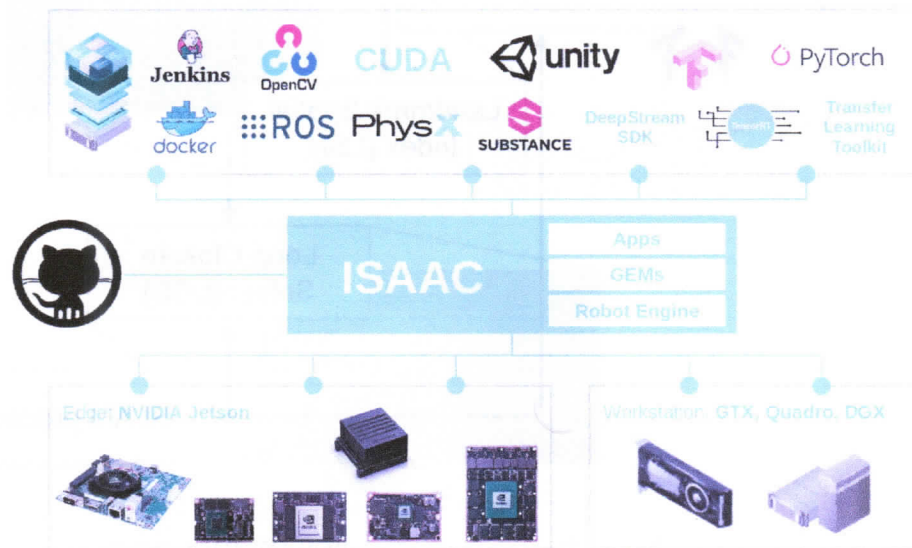 Jenkins
OpenCV
CUDA
unity
PyTorch
docker
ROS
PhysX
SUBSTANCE
DeepStream
SDK
TensorRT
Transfer
Learning
Toolkit
ISAAC
Apps
GEMs
Robot Engine
Edge: NVIDIA Jetson
Workstation: GTX, Quadro, DGX